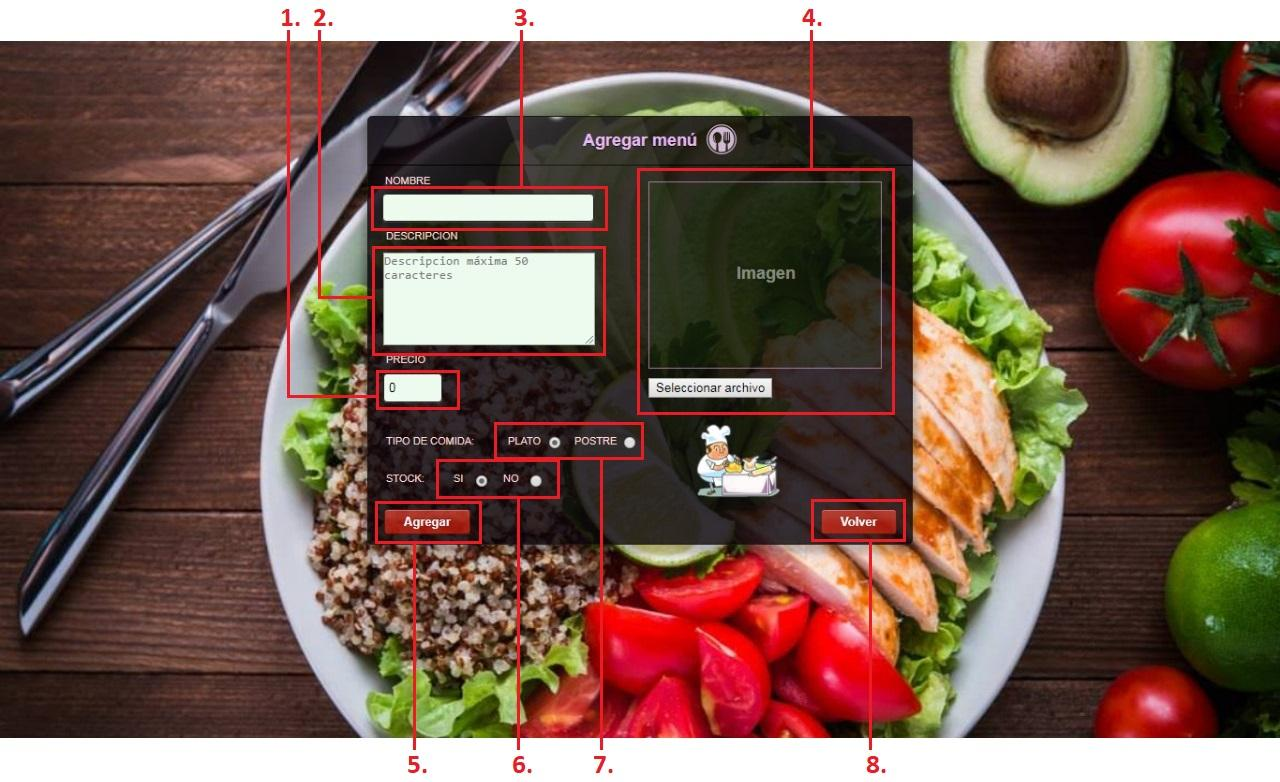 1. 2. 3. 4.
Agregar menú
NOMBRE
DESCRIPCION
Descripcion máxima 50
caracteres
PRECIO
0
Imagen
Seleccionar archivo
TIPO DE COMIDA: PLATO POSTRE
STOCK: SI NO
Agregar Volver
5. 6. 7. 8.